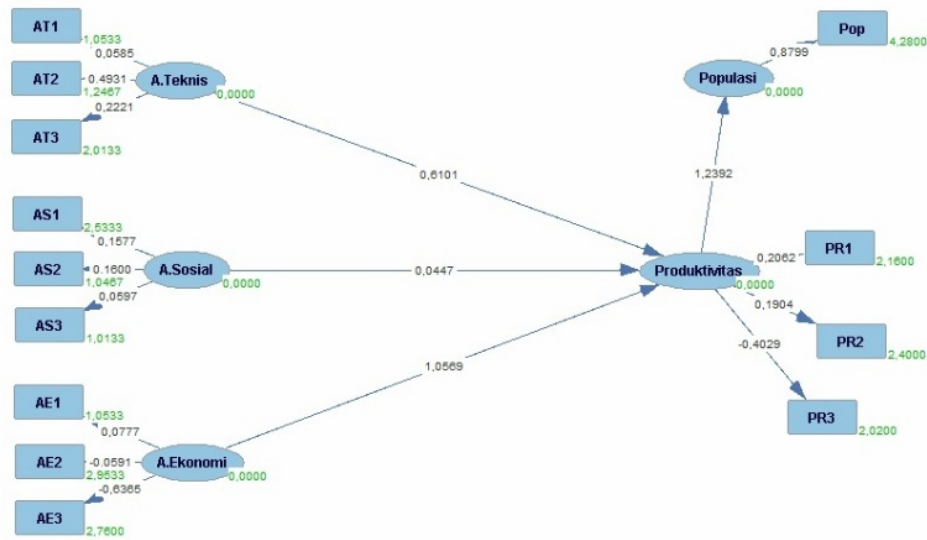 AT1
1,0533
0,0585
AT2
0.4931
1,2467
0,2221
AT3
2,0133
A.Teknis
0,0000
0,6101
AS1
2,5333
0,1577
AS2
0.1600
1,0467
0,0597
AS3
1,0133
A.Sosial
0,0000
0,0447
AE1
1,0533
0,0777
AE2
-0.0591
2,9533
-0,6365
AE3
2,7600
A.Ekonomi
0,0000
1,0569
Pop
4,2800
0,8799
Populasi
0,0000
1,2392
Produktivitas
0,0000
PR1
0,2062
2,1600
0,1904
PR2
2,4000
-0,4029
PR3
2,0200